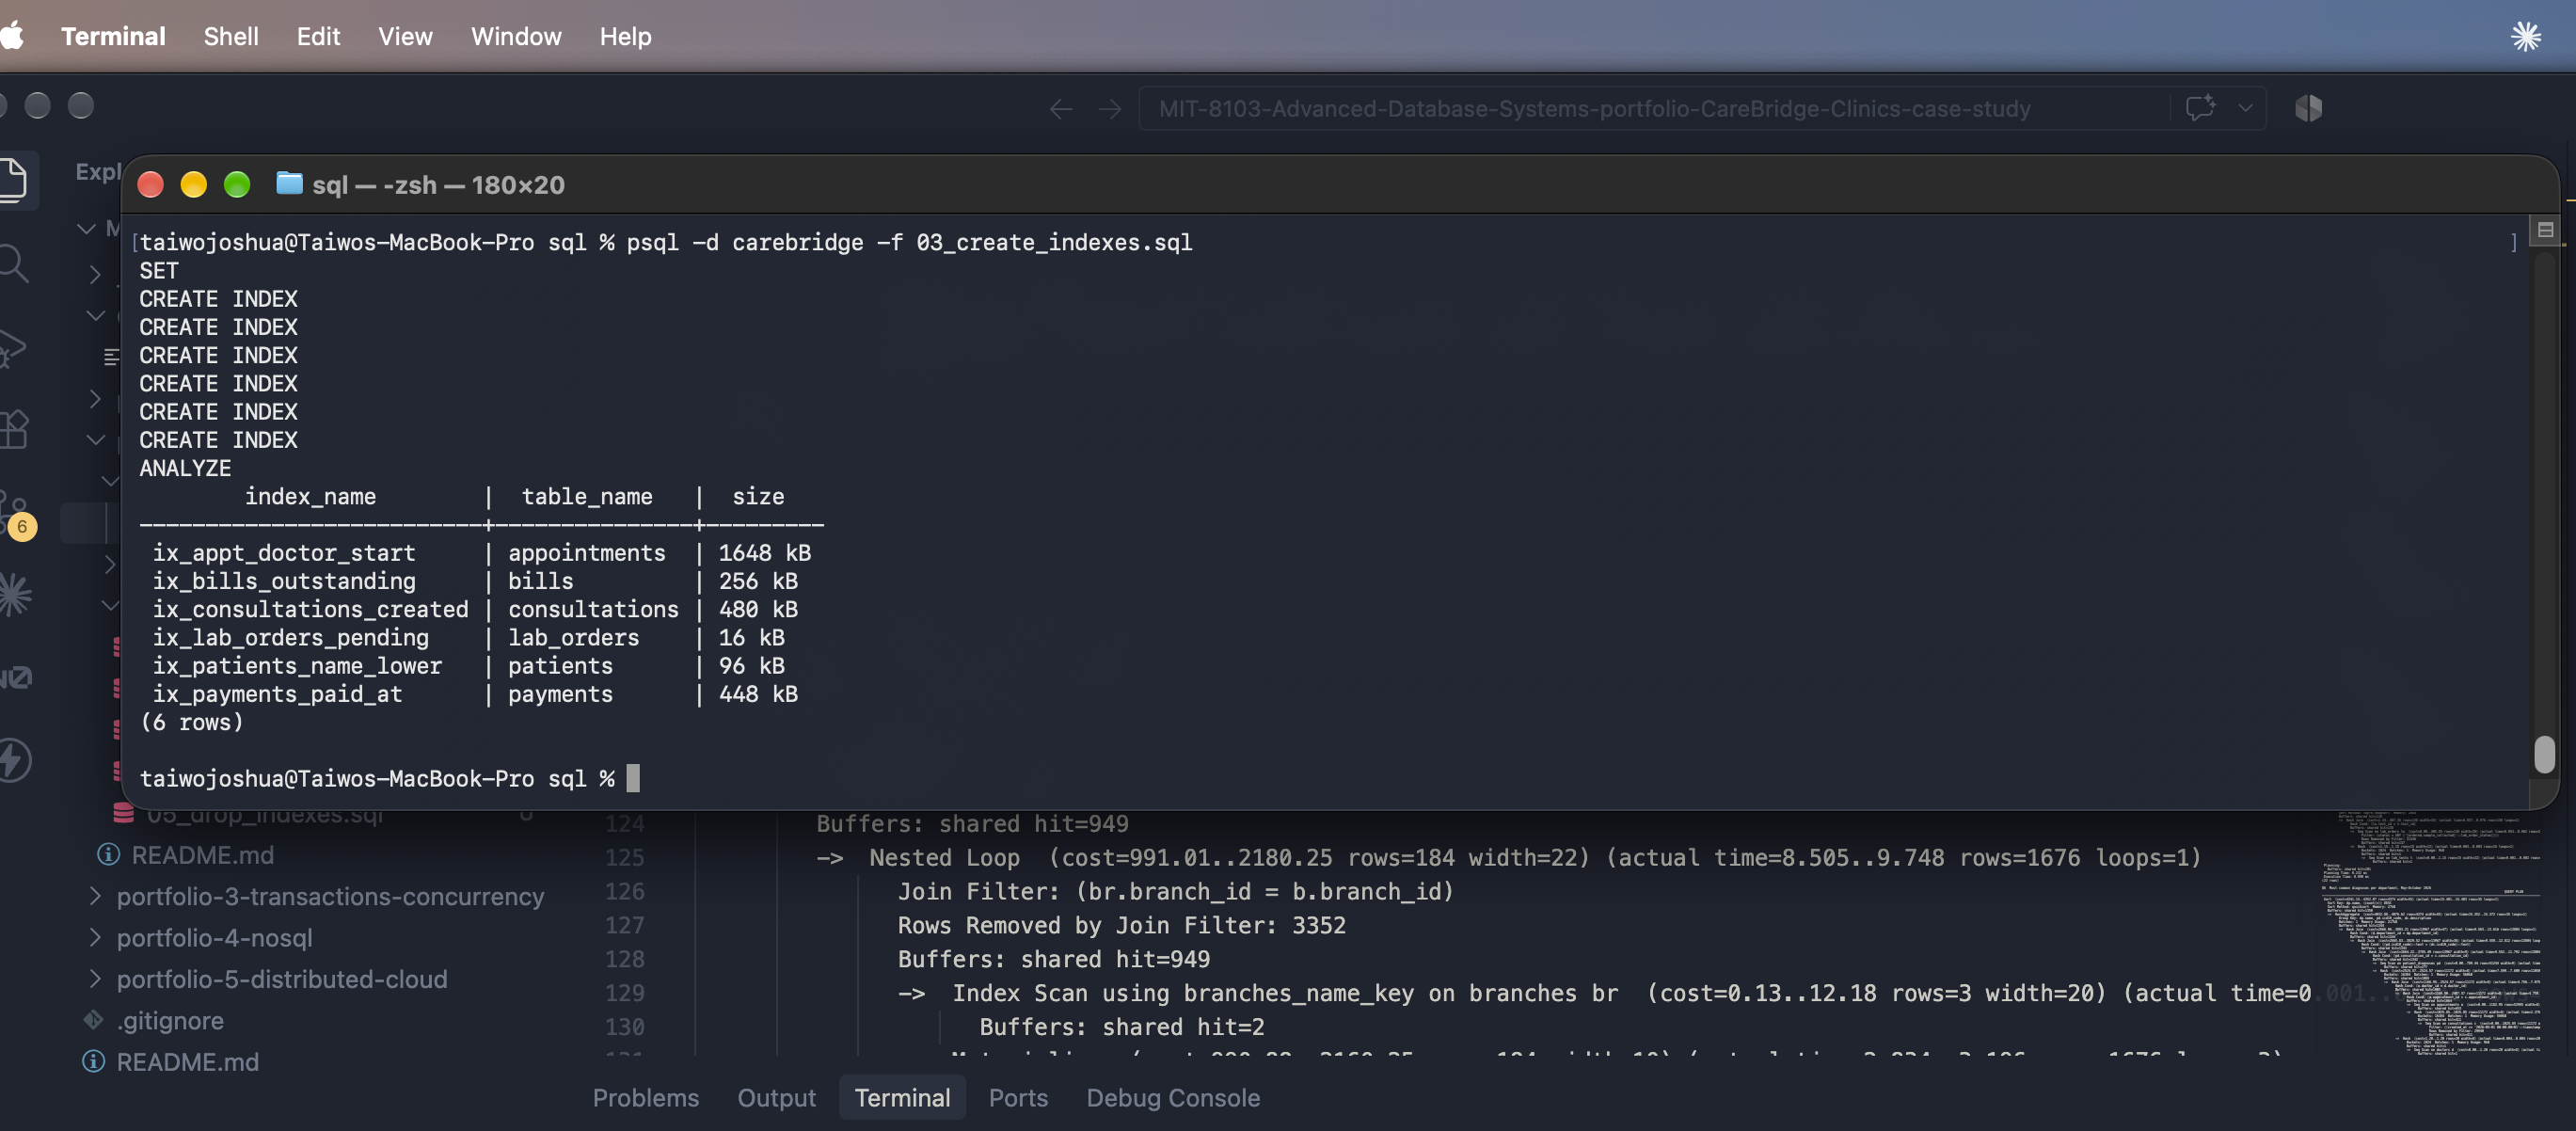 Terminal Shell Edit View Window Help
MIT-8103-Advanced-Database-Systems-portfolio-CareBridge-Clinics-case-study
Expl
sql — -zsh — 180×20
[taiwojoshua@Taiwos-MacBook-Pro sql % psql -d carebridge -f 03_create_indexes.sql ]
SET
CREATE INDEX
CREATE INDEX
CREATE INDEX
CREATE INDEX
CREATE INDEX
CREATE INDEX
ANALYZE
index_name | table_name | size
--------------------------+---------------+---------
ix_appt_doctor_start | appointments | 1648 kB
ix_bills_outstanding | bills | 256 kB
ix_consultations_created | consultations | 480 kB
ix_lab_orders_pending | lab_orders | 16 kB
ix_patients_name_lower | patients | 96 kB
ix_payments_paid_at | payments | 448 kB
(6 rows)
taiwojoshua@Taiwos-MacBook-Pro sql %
6
05_drop_indexes.sql
README.md
portfolio-3-transactions-concurrency
portfolio-4-nosql
portfolio-5-distributed-cloud
.gitignore
README.md
124 Buffers: shared hit=949
125 -> Nested Loop (cost=991.01..2180.25 rows=184 width=22) (actual time=8.505..9.748 rows=1676 loops=1)
126 Join Filter: (br.branch_id = b.branch_id)
127 Rows Removed by Join Filter: 3352
128 Buffers: shared hit=949
129 -> Index Scan using branches_name_key on branches br (cost=0.13..12.18 rows=3 width=20) (actual time=0.001..
130 Buffers: shared hit=2
Problems Output Terminal Ports Debug Console